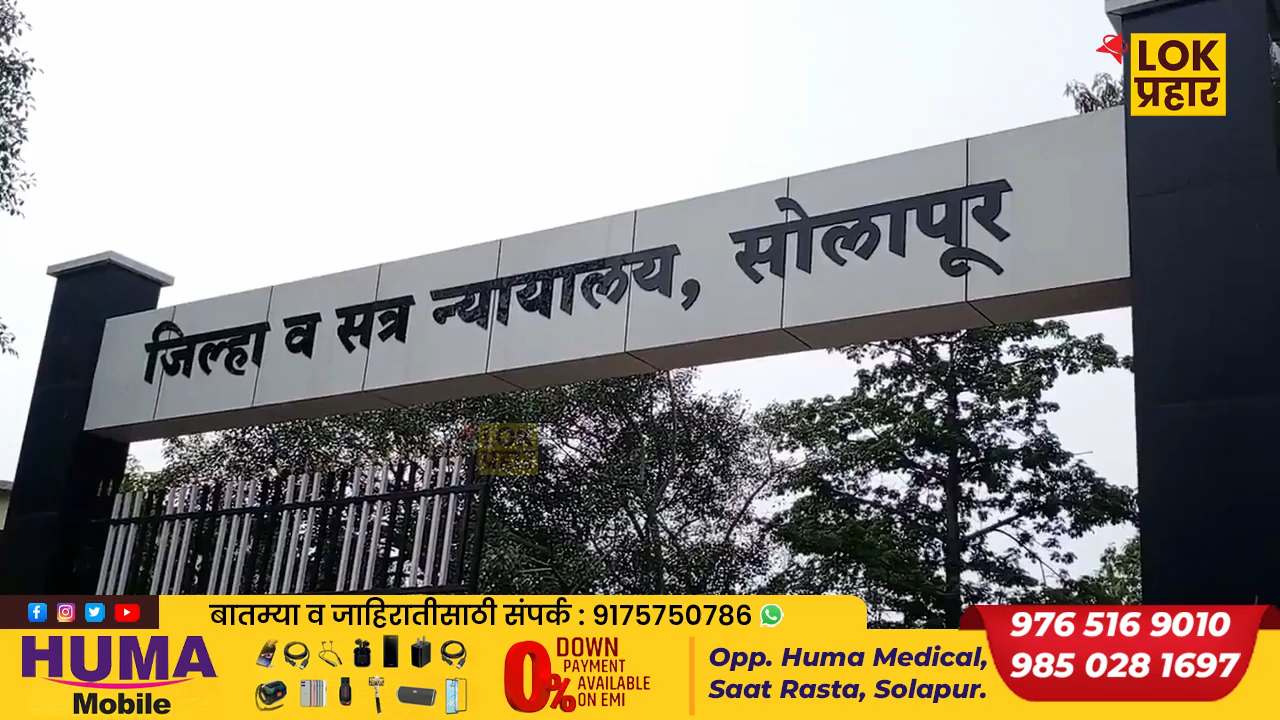 LOK
प्रहार
जिल्हा व सत्र न्यायालय, सोलापूर
LOK
बातम्या व जाहिरातीसाठी संपर्क : 9175750786
HUMA
Mobile
0%
DOWN
PAYMENT
AVAILABLE
ON EMI
Opp. Huma Medical,
Saat Rasta, Solapur.
976 516 9010
985 028 1697